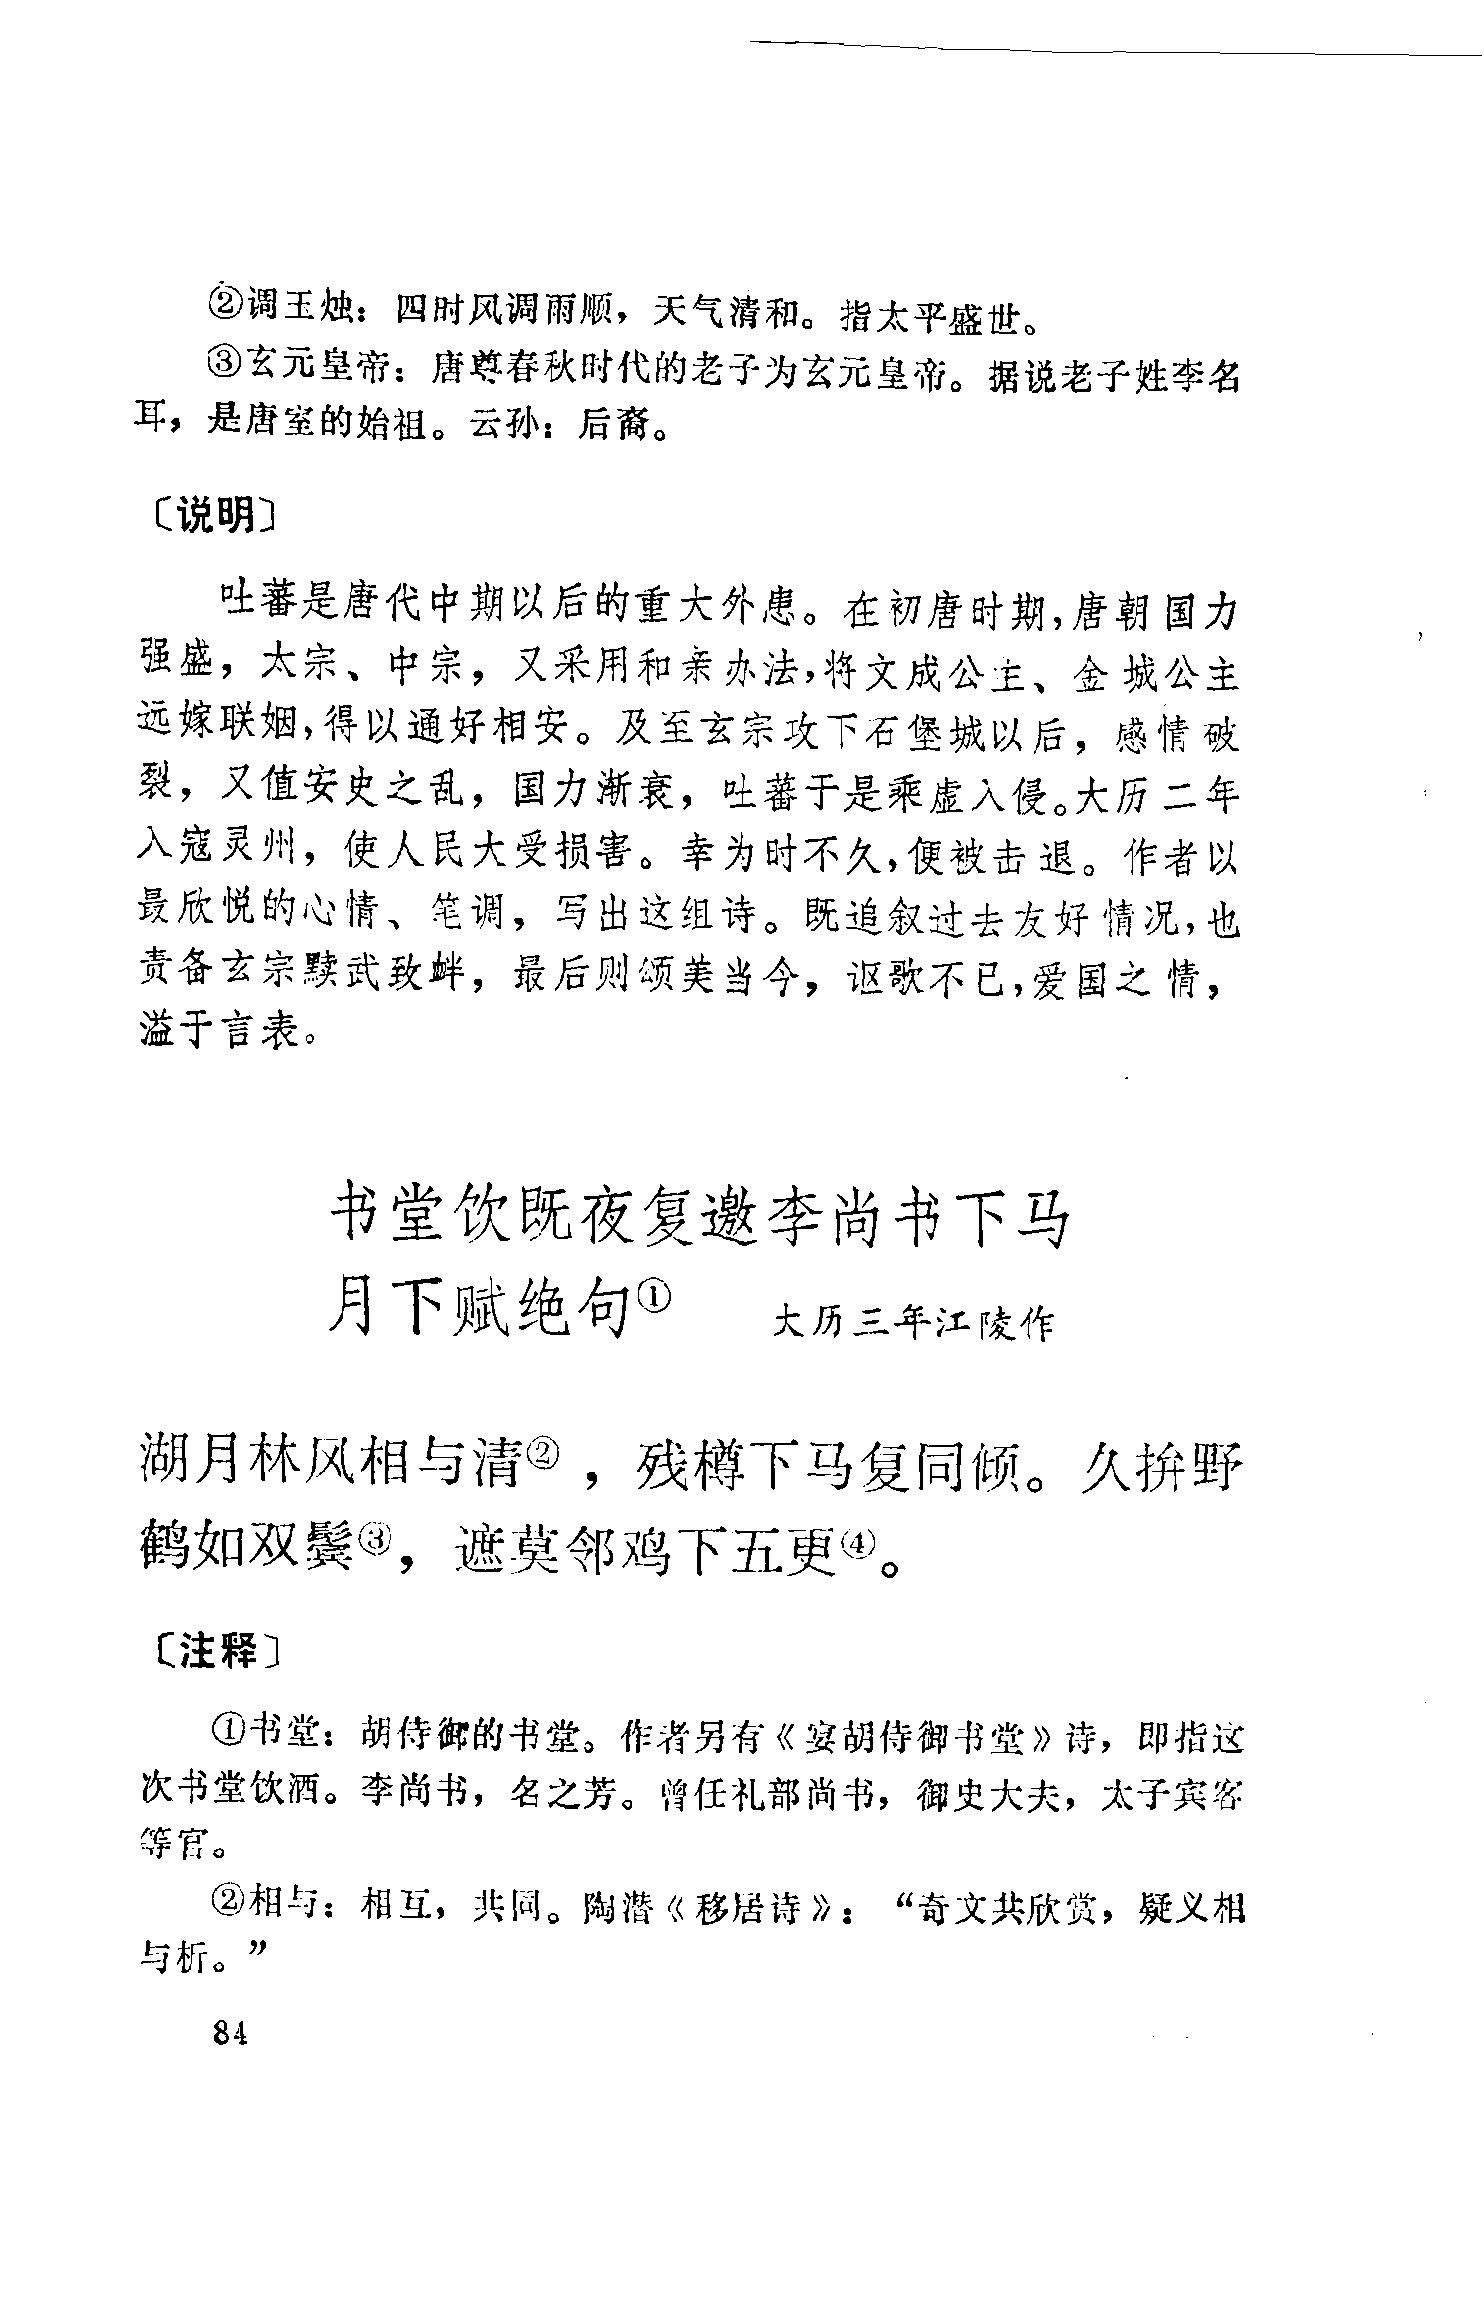 ②调玉烛：四时风调雨顺，天气清和。指太平盛世。
③玄元皇帝：唐尊春秋时代的老子为玄元皇帝。据说老子姓李名
耳，是唐室的始祖。云孙：后裔。
〔说明〕
吐蕃是唐代中期以后的重大外患。在初唐时期，唐朝国力
强盛，太宗、中宗，又采用和亲办法，将文成公主、金城公主
远嫁联姻，得以通好相安。及至玄宗攻下石堡城以后，感情破
裂，又值安史之乱，国力渐衰，吐蕃于是乘虚入侵。大历二年
入寇灵州，使人民大受损害。幸为时不久，便被击退。作者以
最欣悦的心情、笔调，写出这组诗。既追叙过去友好情况，也
责备玄宗黩武致衅，最后则颂美当今，讴歌不已，爱国之情，
溢于言表。
书堂饮既夜复邀李尚书下马
月下赋绝句① 大历三年江陵作
湖月林风相与清②，残樽下马复同倾。久拚野
鹤如双鬓③，遮莫邻鸡下五更④。
〔注释〕
①书堂：胡侍御的书堂。作者另有《宴胡侍御书堂》诗，即指这
次书堂饮酒。李尚书，名之芳。曾任礼部尚书，御史大夫，太子宾客
等官。
②相与：相互，共同。陶潜《移居诗》：“奇文共欣赏，疑义相
与析。”
84